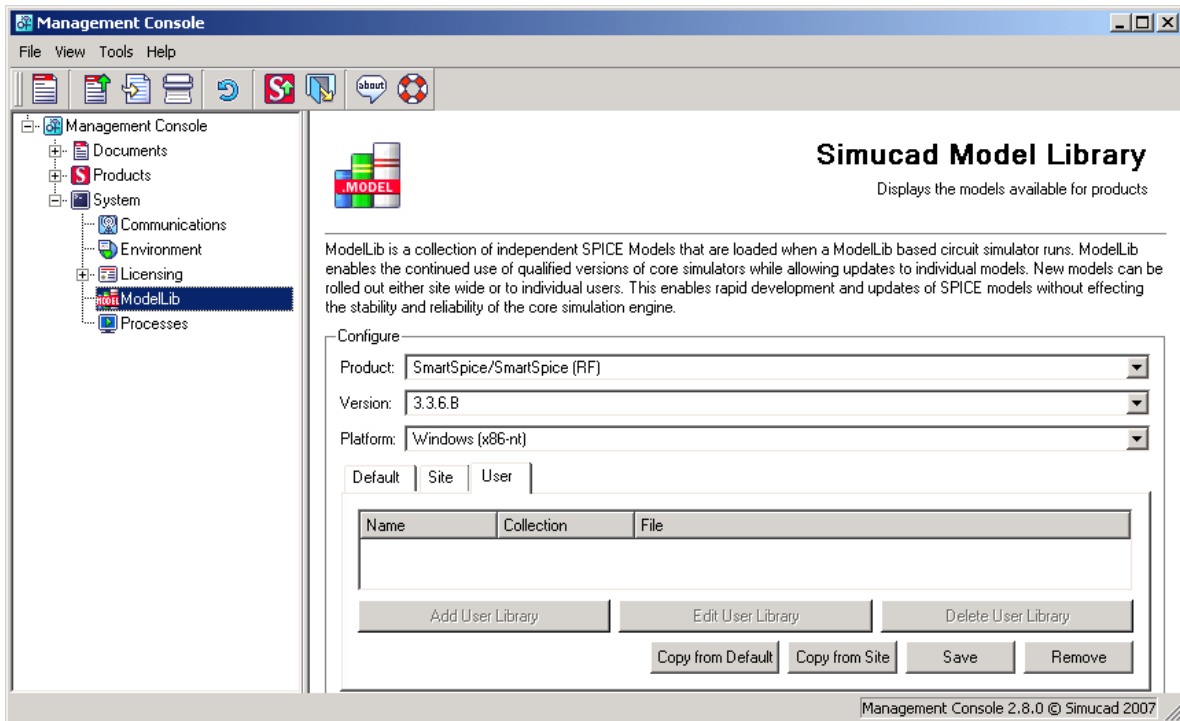 Management Console
File View Tools Help
about
Management Console
Documents
Products
System
Communications
Environment
Licensing
ModelLib
Processes
.MODEL
Simucad Model Library
Displays the models available for products
ModelLib is a collection of independent SPICE Models that are loaded when a ModelLib based circuit simulator runs. ModelLib
enables the continued use of qualified versions of core simulators while allowing updates to individual models. New models can be
rolled out either site wide or to individual users. This enables rapid development and updates of SPICE models without effecting
the stability and reliability of the core simulation engine.
Configure
Product: SmartSpice/SmartSpice (RF)
Version: 3.3.6.B
Platform: Windows (x86-nt)
Default Site User
Name Collection File
Add User Library Edit User Library Delete User Library
Copy from Default Copy from Site Save Remove
Management Console 2.8.0 © Simucad 2007